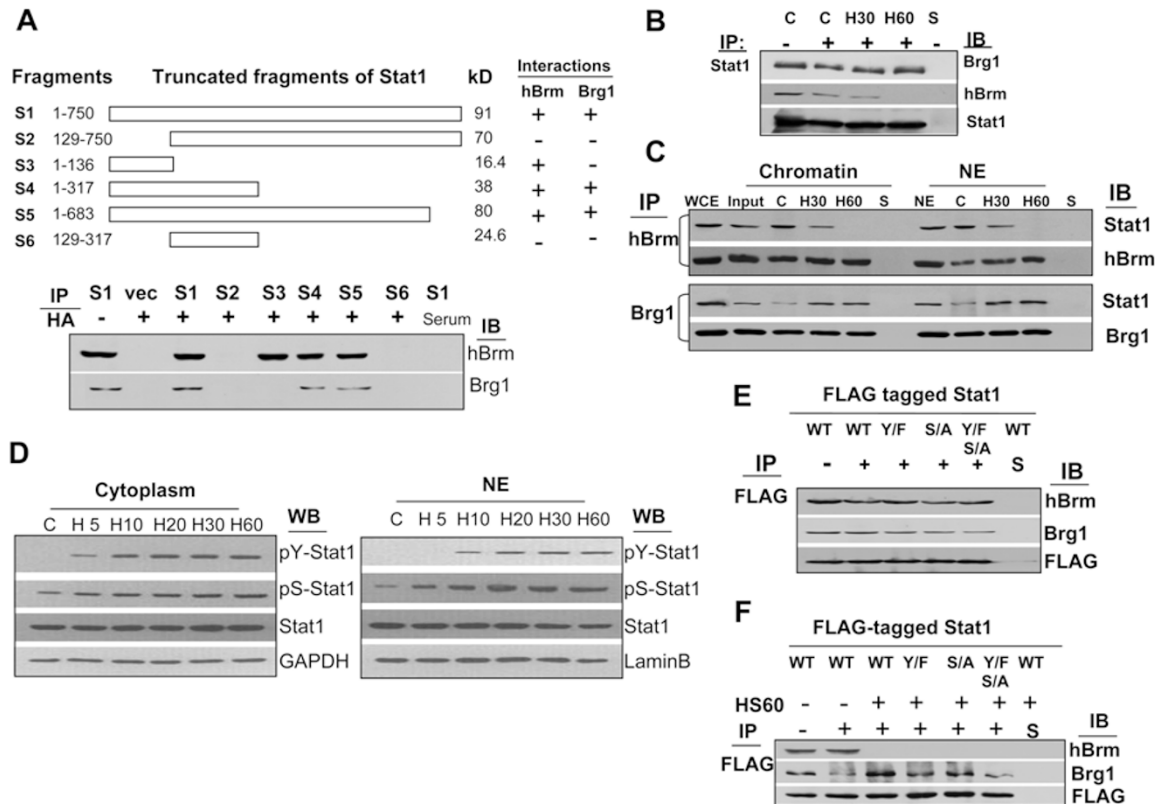 A
Fragments Truncated fragments of Stat1 kD Interactions
hBrm Brg1
S1 1-750 91 + +
S2 129-750 70 - -
S3 1-136 16.4 + -
S4 1-317 38 + +
S5 1-683 80 + +
S6 129-317 24.6 - -
IP S1 vec S1 S2 S3 S4 S5 S6 S1
HA - + + + + + + + Serum IB
hBrm
Brg1
B
C C H30 H60 S
IP: - + + + - IB
Stat1 Brg1
hBrm
Stat1
C
Chromatin NE
IP WCE Input C H30 H60 S NE C H30 H60 S IB
hBrm Stat1
hBrm
Brg1 Stat1
Brg1
D
Cytoplasm
C H 5 H10 H20 H30 H60 WB
pY-Stat1
pS-Stat1
Stat1
GAPDH
NE
C H 5 H10 H20 H30 H60 WB
pY-Stat1
pS-Stat1
Stat1
LaminB
E
FLAG tagged Stat1
WT WT Y/F S/A Y/F S/A WT
IP - + + + + S IB
FLAG hBrm
Brg1
FLAG
F
FLAG-tagged Stat1
WT WT WT Y/F S/A Y/F S/A WT
HS60 - - + + + + +
IP - + + + + + S IB
FLAG hBrm
Brg1
FLAG